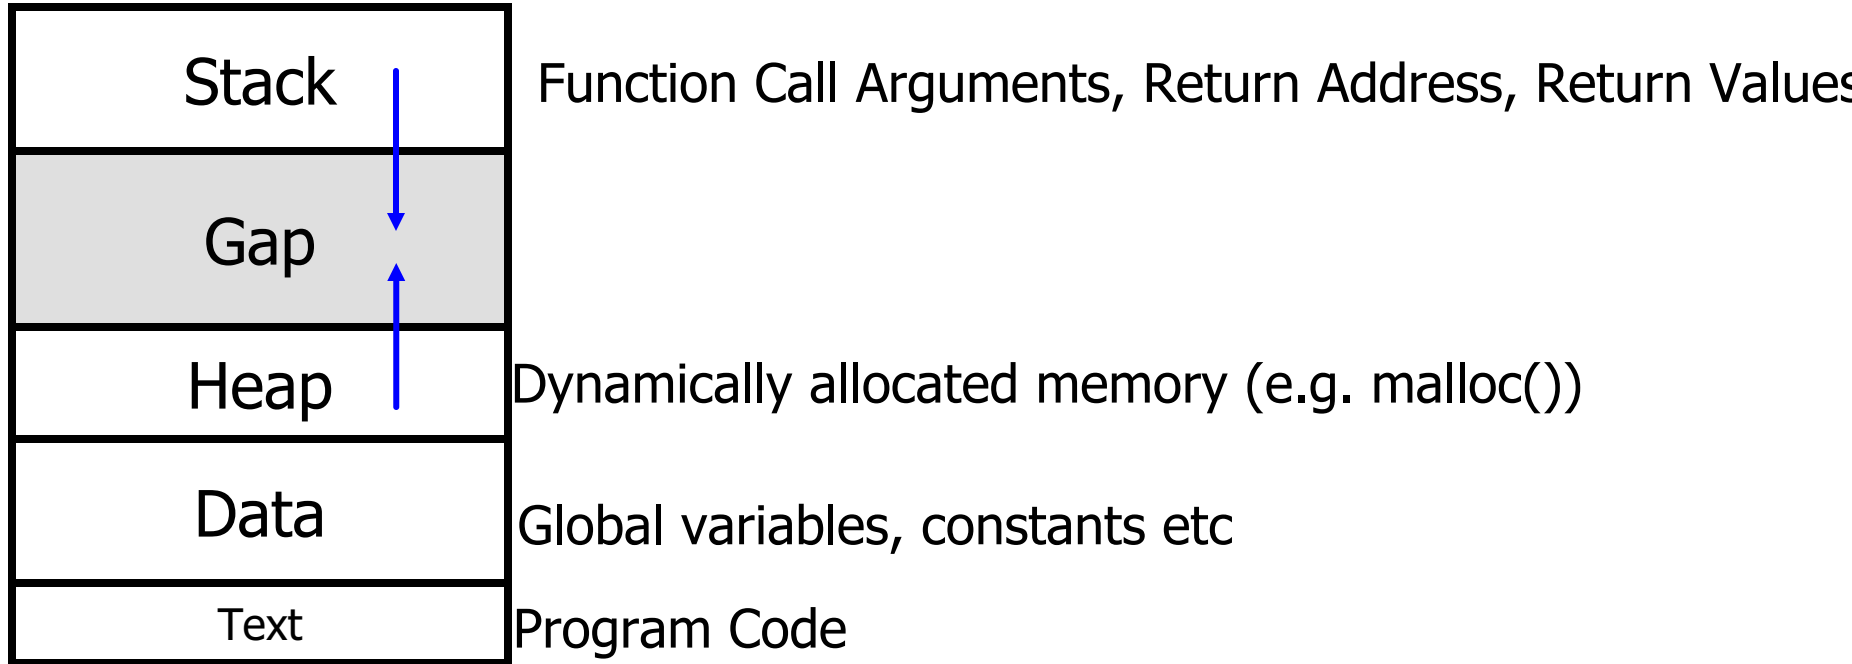 Stack
Function Call Arguments, Return Address, Return Values
Gap
Heap
Dynamically allocated memory (e.g. malloc())
Data
Global variables, constants etc
Text
Program Code